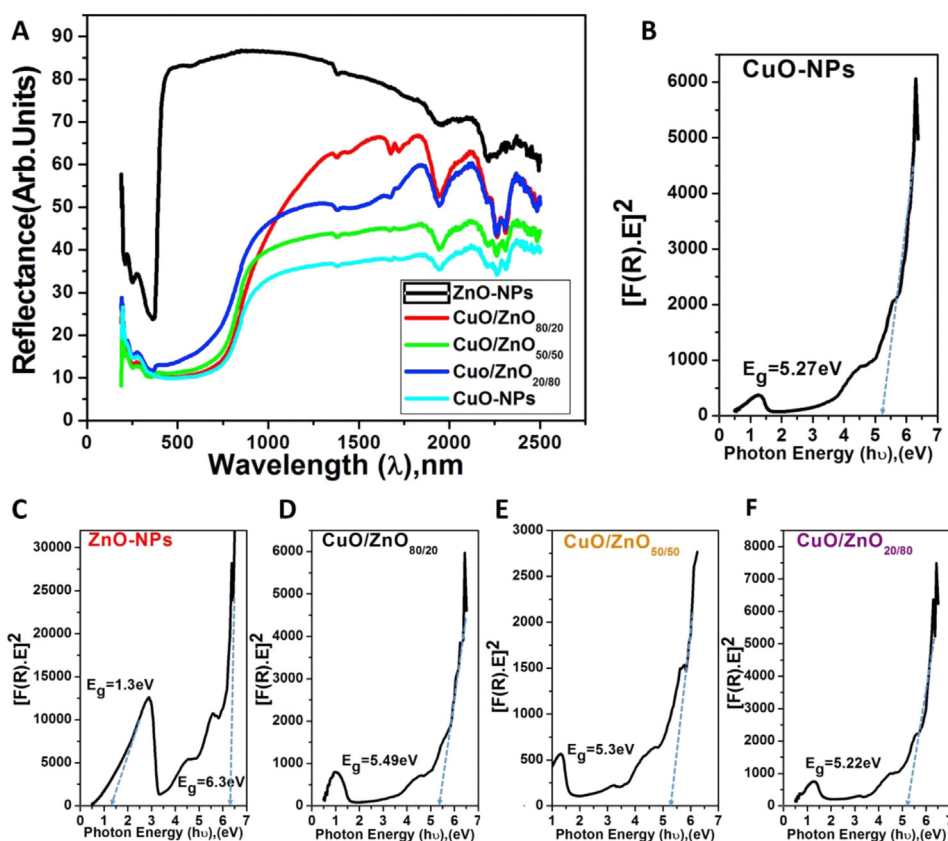 A
Reflectance(Arb.Units)
90
80
70
60
50
40
30
20
10
0
0 500 1000 1500 2000 2500
Wavelength (λ),nm
ZnO-NPs
CuO/ZnO80/20
CuO/ZnO50/50
Cuo/ZnO20/80
CuO-NPs
B
CuO-NPs
[F(R).E]2
6000
5000
4000
3000
2000
1000
0
Eg=5.27eV
0 1 2 3 4 5 6 7
Photon Energy (hυ),(eV)
C
ZnO-NPs
[F(R).E]2
30000
25000
20000
15000
10000
5000
0
Eg=1.3eV
Eg=6.3eV
0 1 2 3 4 5 6 7
Photon Energy (hυ),(eV)
D
CuO/ZnO80/20
[F(R).E]2
6000
5000
4000
3000
2000
1000
0
Eg=5.49eV
0 1 2 3 4 5 6 7
Photon Energy (hυ),(eV)
E
CuO/ZnO50/50
[F(R).E]2
3000
2500
2000
1500
1000
500
0
Eg=5.3eV
1 2 3 4 5 6 7
Photon Energy (hυ),(eV)
F
CuO/ZnO20/80
[F(R).E]2
8000
7000
6000
5000
4000
3000
2000
1000
0
Eg=5.22eV
0 1 2 3 4 5 6 7
Photon Energy (hυ),(eV)